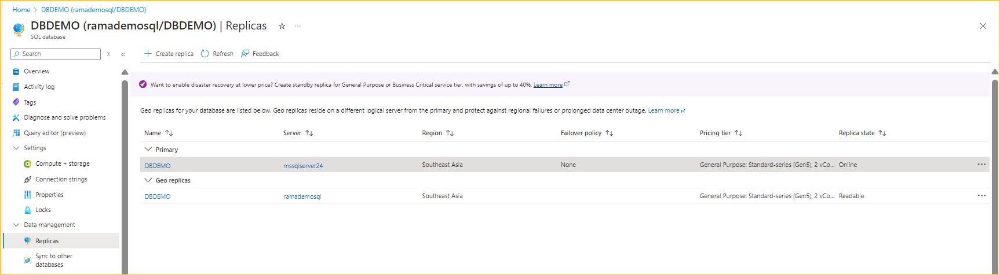 Home > DBDEMO (ramademosql/DBDEMO)
DBDEMO (ramademosql/DBDEMO) | Replicas
SQL database
Search
Create replica Refresh Feedback
Overview
Activity log
Tags
Diagnose and solve problems
Query editor (preview)
Settings
Compute + storage
Connection strings
Properties
Locks
Data management
Replicas
Sync to other
databases
Want to enable disaster recovery at lower price? Create standby replica for General Purpose or Business Critical service tier, with savings of up to 40%. Learn more
Geo replicas for your database are listed below. Geo replicas reside on a different logical server from the primary and protect against regional failures or prolonged data center outage. Learn more
Name Server Region Failover policy Pricing tier Replica state
Primary
DBDEMO mssqlserver24 Southeast Asia None General Purpose: Standard-series (Gen5), 2 vCo... Online
Geo replicas
DBDEMO ramademosql Southeast Asia General Purpose: Standard-series (Gen5), 2 vCo... Readable